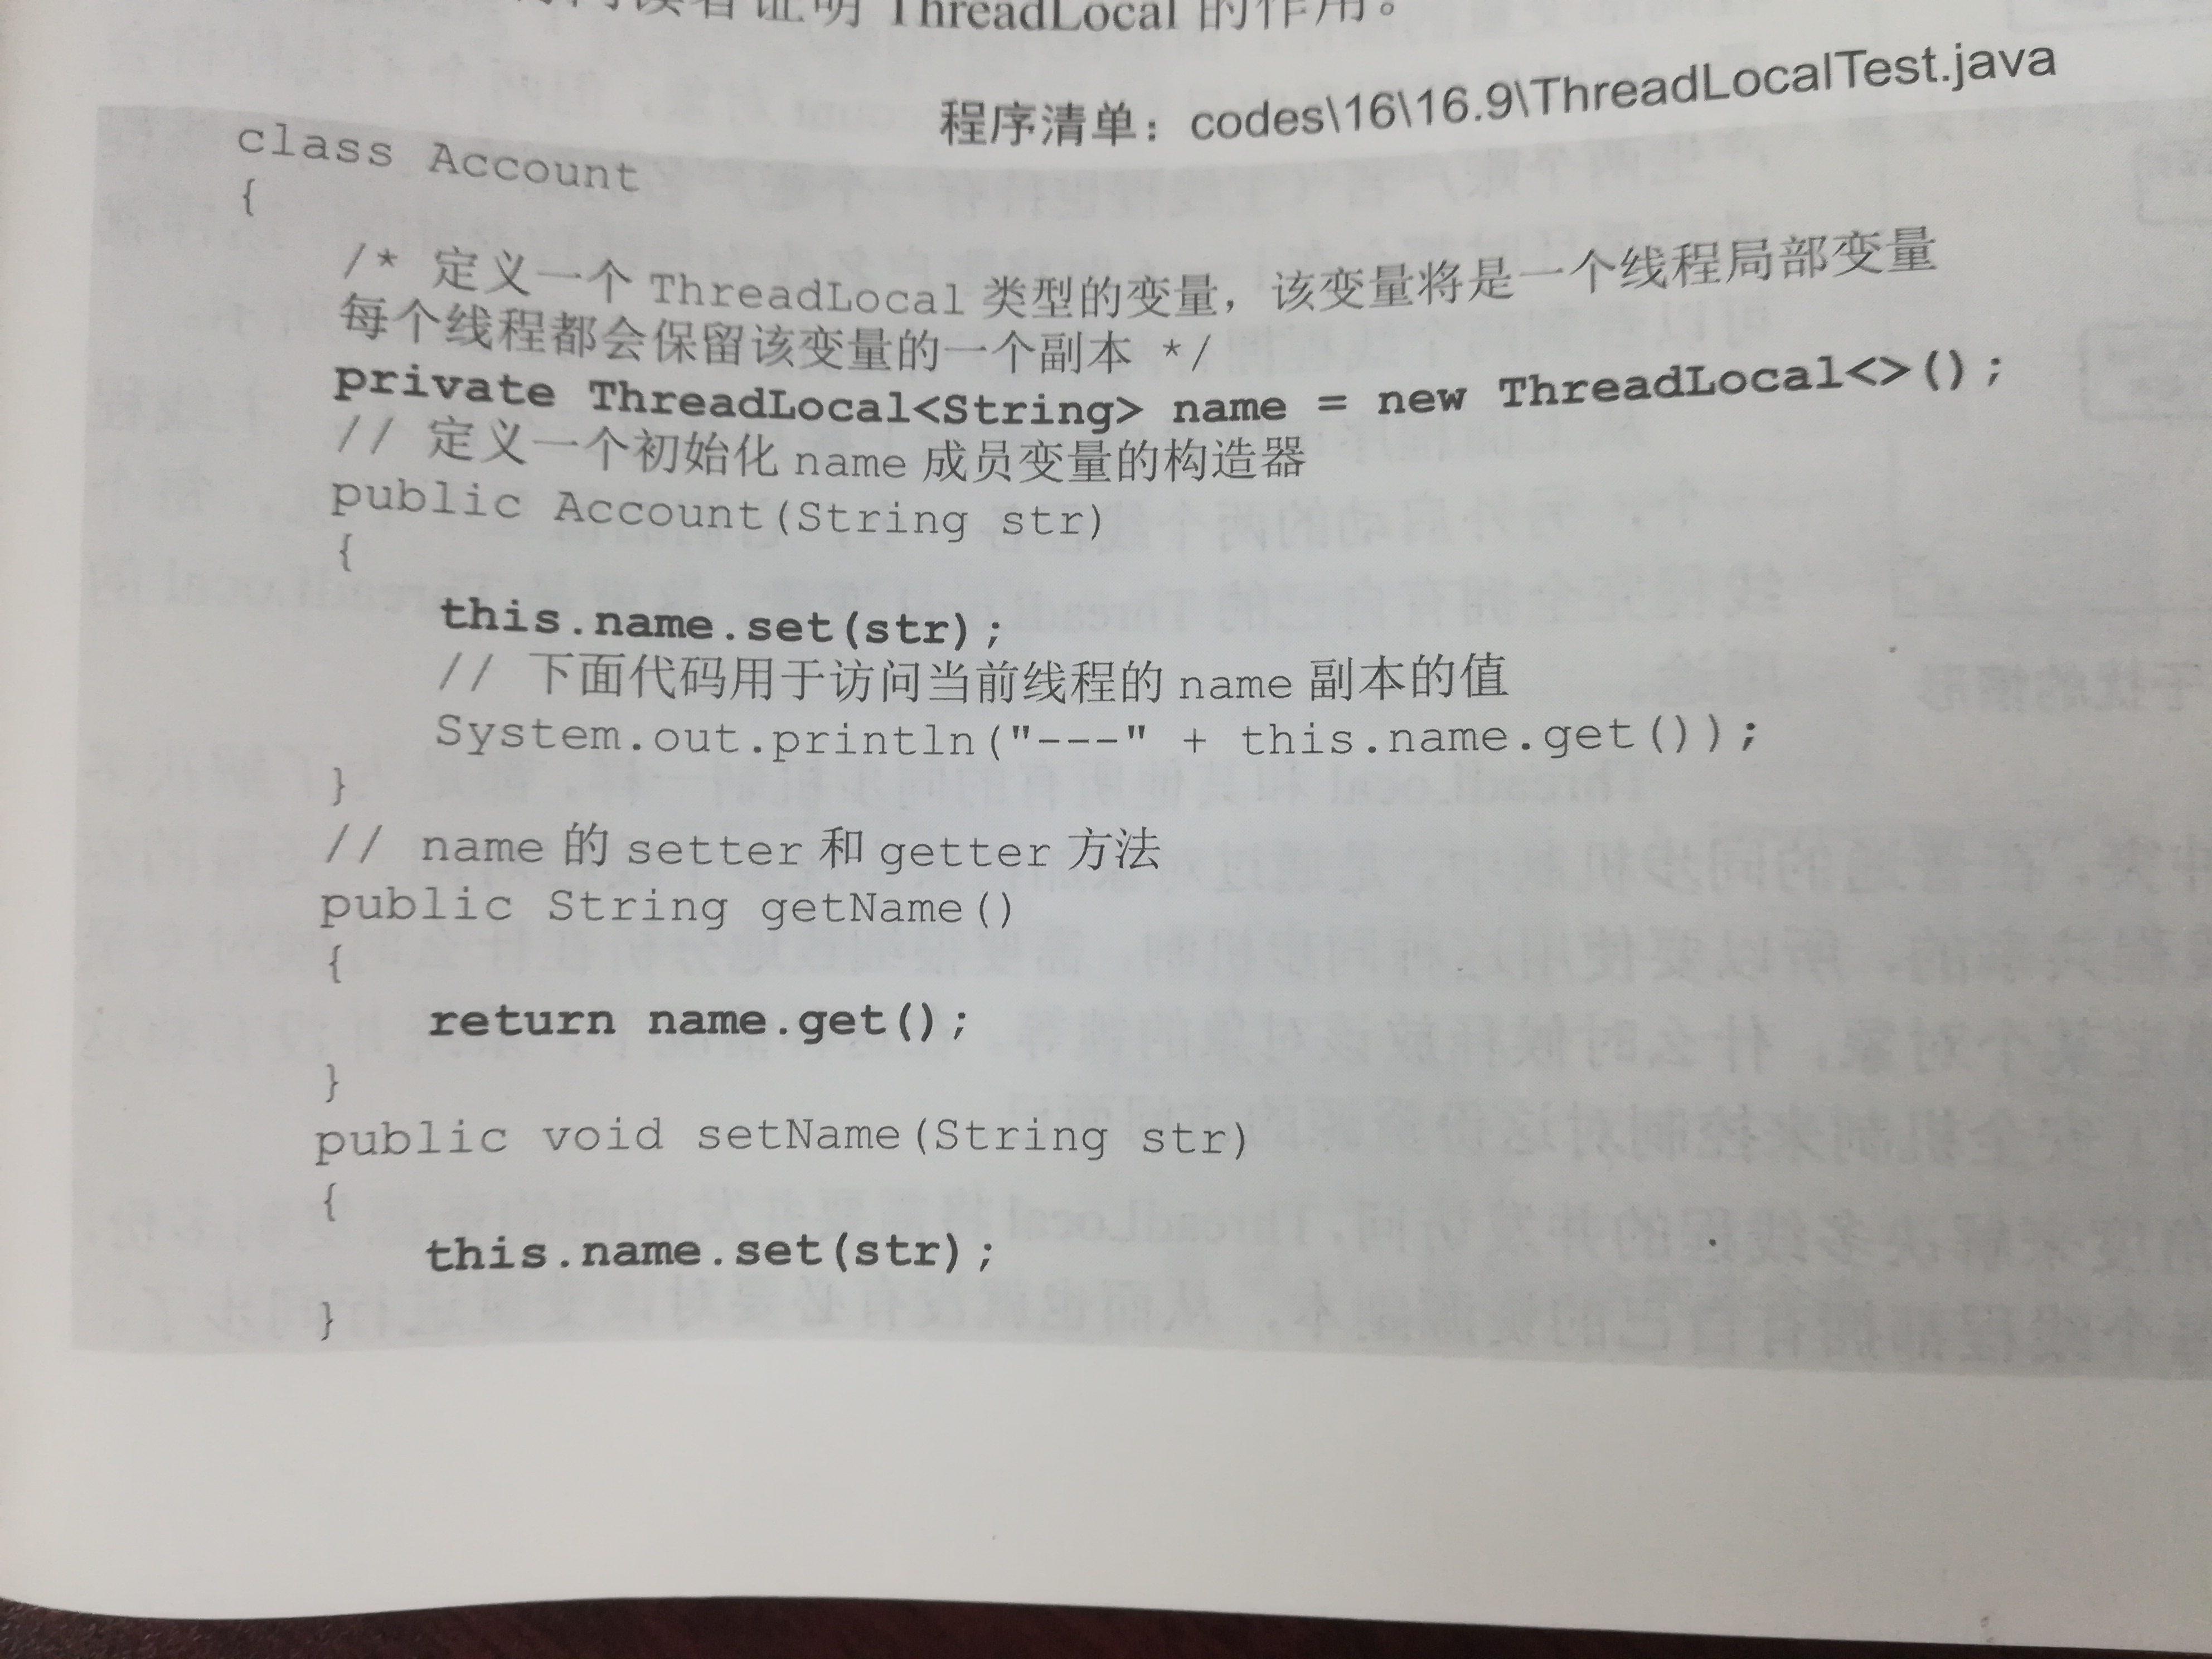 读者证明 ThreadLocal 的作用。
程序清单：codes\16\16.9\ThreadLocalTest.java
class Account
{
/* 定义一个 ThreadLocal 类型的变量，该变量将是一个线程局部变量
每个线程都会保留该变量的一个副本 */
private ThreadLocal<String> name = new ThreadLocal<>();
// 定义一个初始化 name 成员变量的构造器
public Account(String str)
{
this.name.set(str);
// 下面代码用于访问当前线程的 name 副本的值
System.out.println("---" + this.name.get());
}
// name 的 setter 和 getter 方法
public String getName()
{
return name.get();
}
public void setName(String str)
{
this.name.set(str);
}